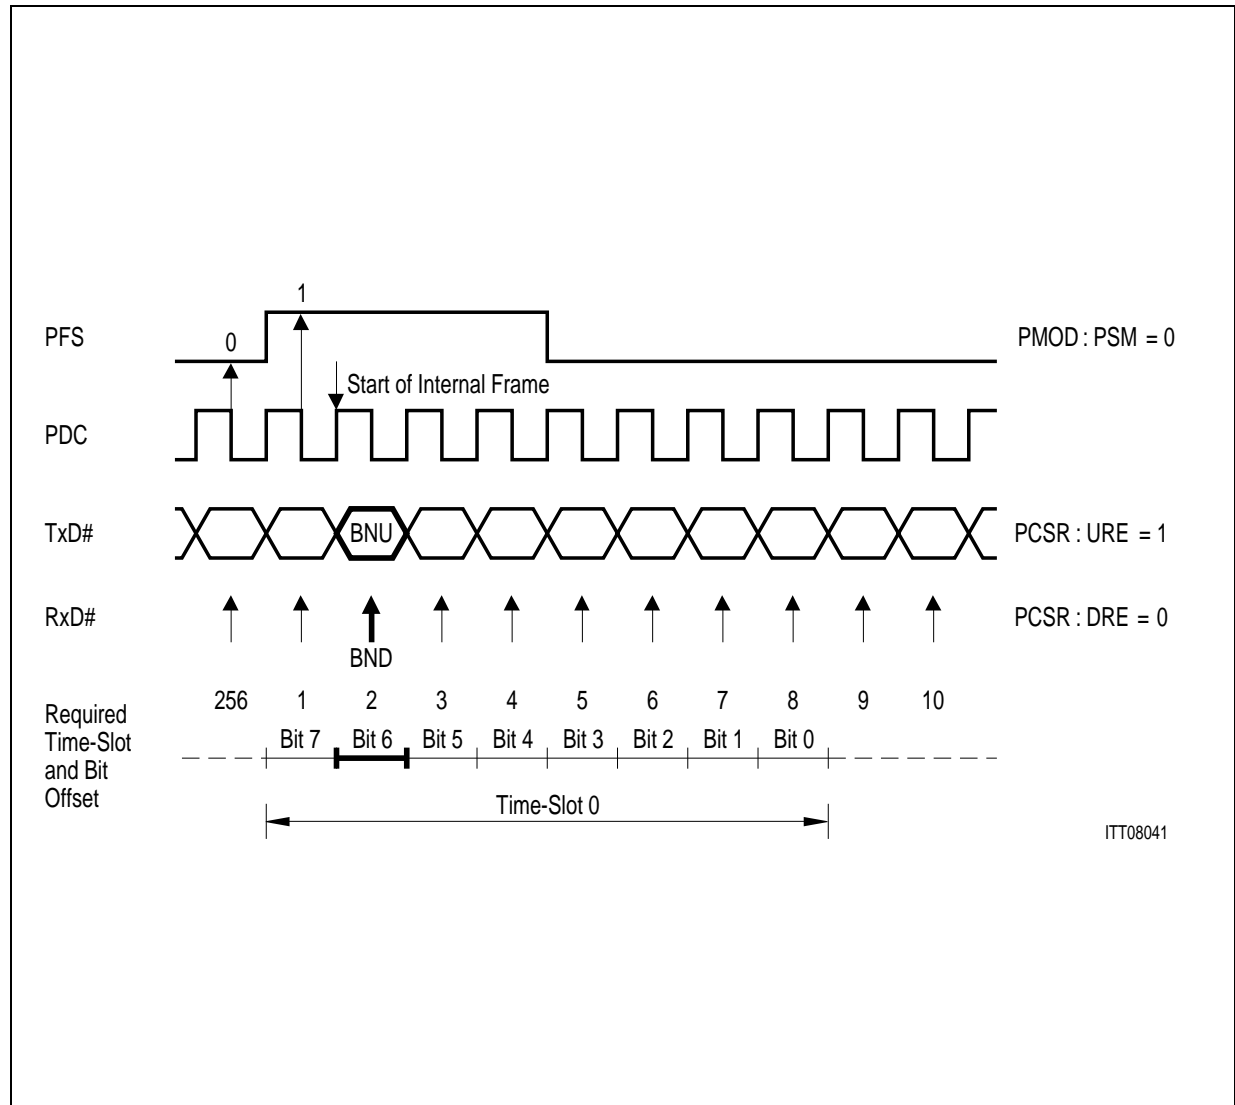 1
PFS
0
PMOD : PSM = 0
Start of Internal Frame
PDC
TxD#
BNU
PCSR : URE = 1
RxD#
PCSR : DRE = 0
BND
256 1 2 3 4 5 6 7 8 9 10
Required
Time-Slot
and Bit
Offset
Bit 7 Bit 6 Bit 5 Bit 4 Bit 3 Bit 2 Bit 1 Bit 0
Time-Slot 0
ITT08041